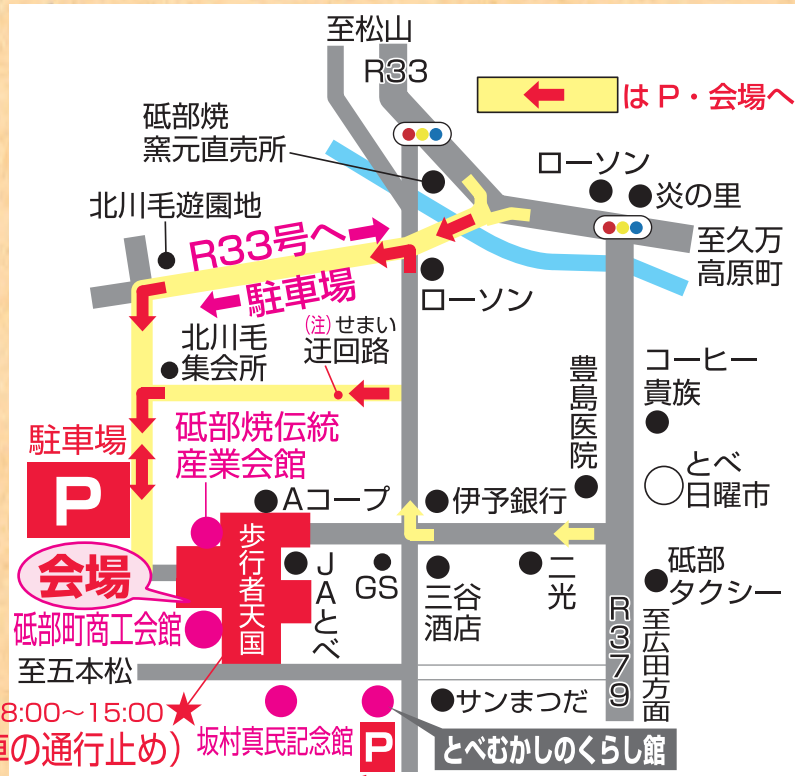 至松山
R33
は P・会場へ
砥部焼
窯元直売所
ローソン
炎の里
北川毛遊園地
R33号へ
至久万
高原町
駐車場
ローソン
(注)せまい
迂回路
北川毛
集会所
豊島医院
コーヒー
貴族
駐車場
P
砥部焼伝統
産業会館
とべ
日曜市
Aコープ
伊予銀行
歩行者天国
会場
JAとべ
GS
三谷
酒店
二光
砥部
タクシー
R379
至広田方面
砥部町商工会館
至五本松
8:00〜15:00★
車の通行止め)
坂村真民記念館
P
サンまつだ
とべむかしのくらし館